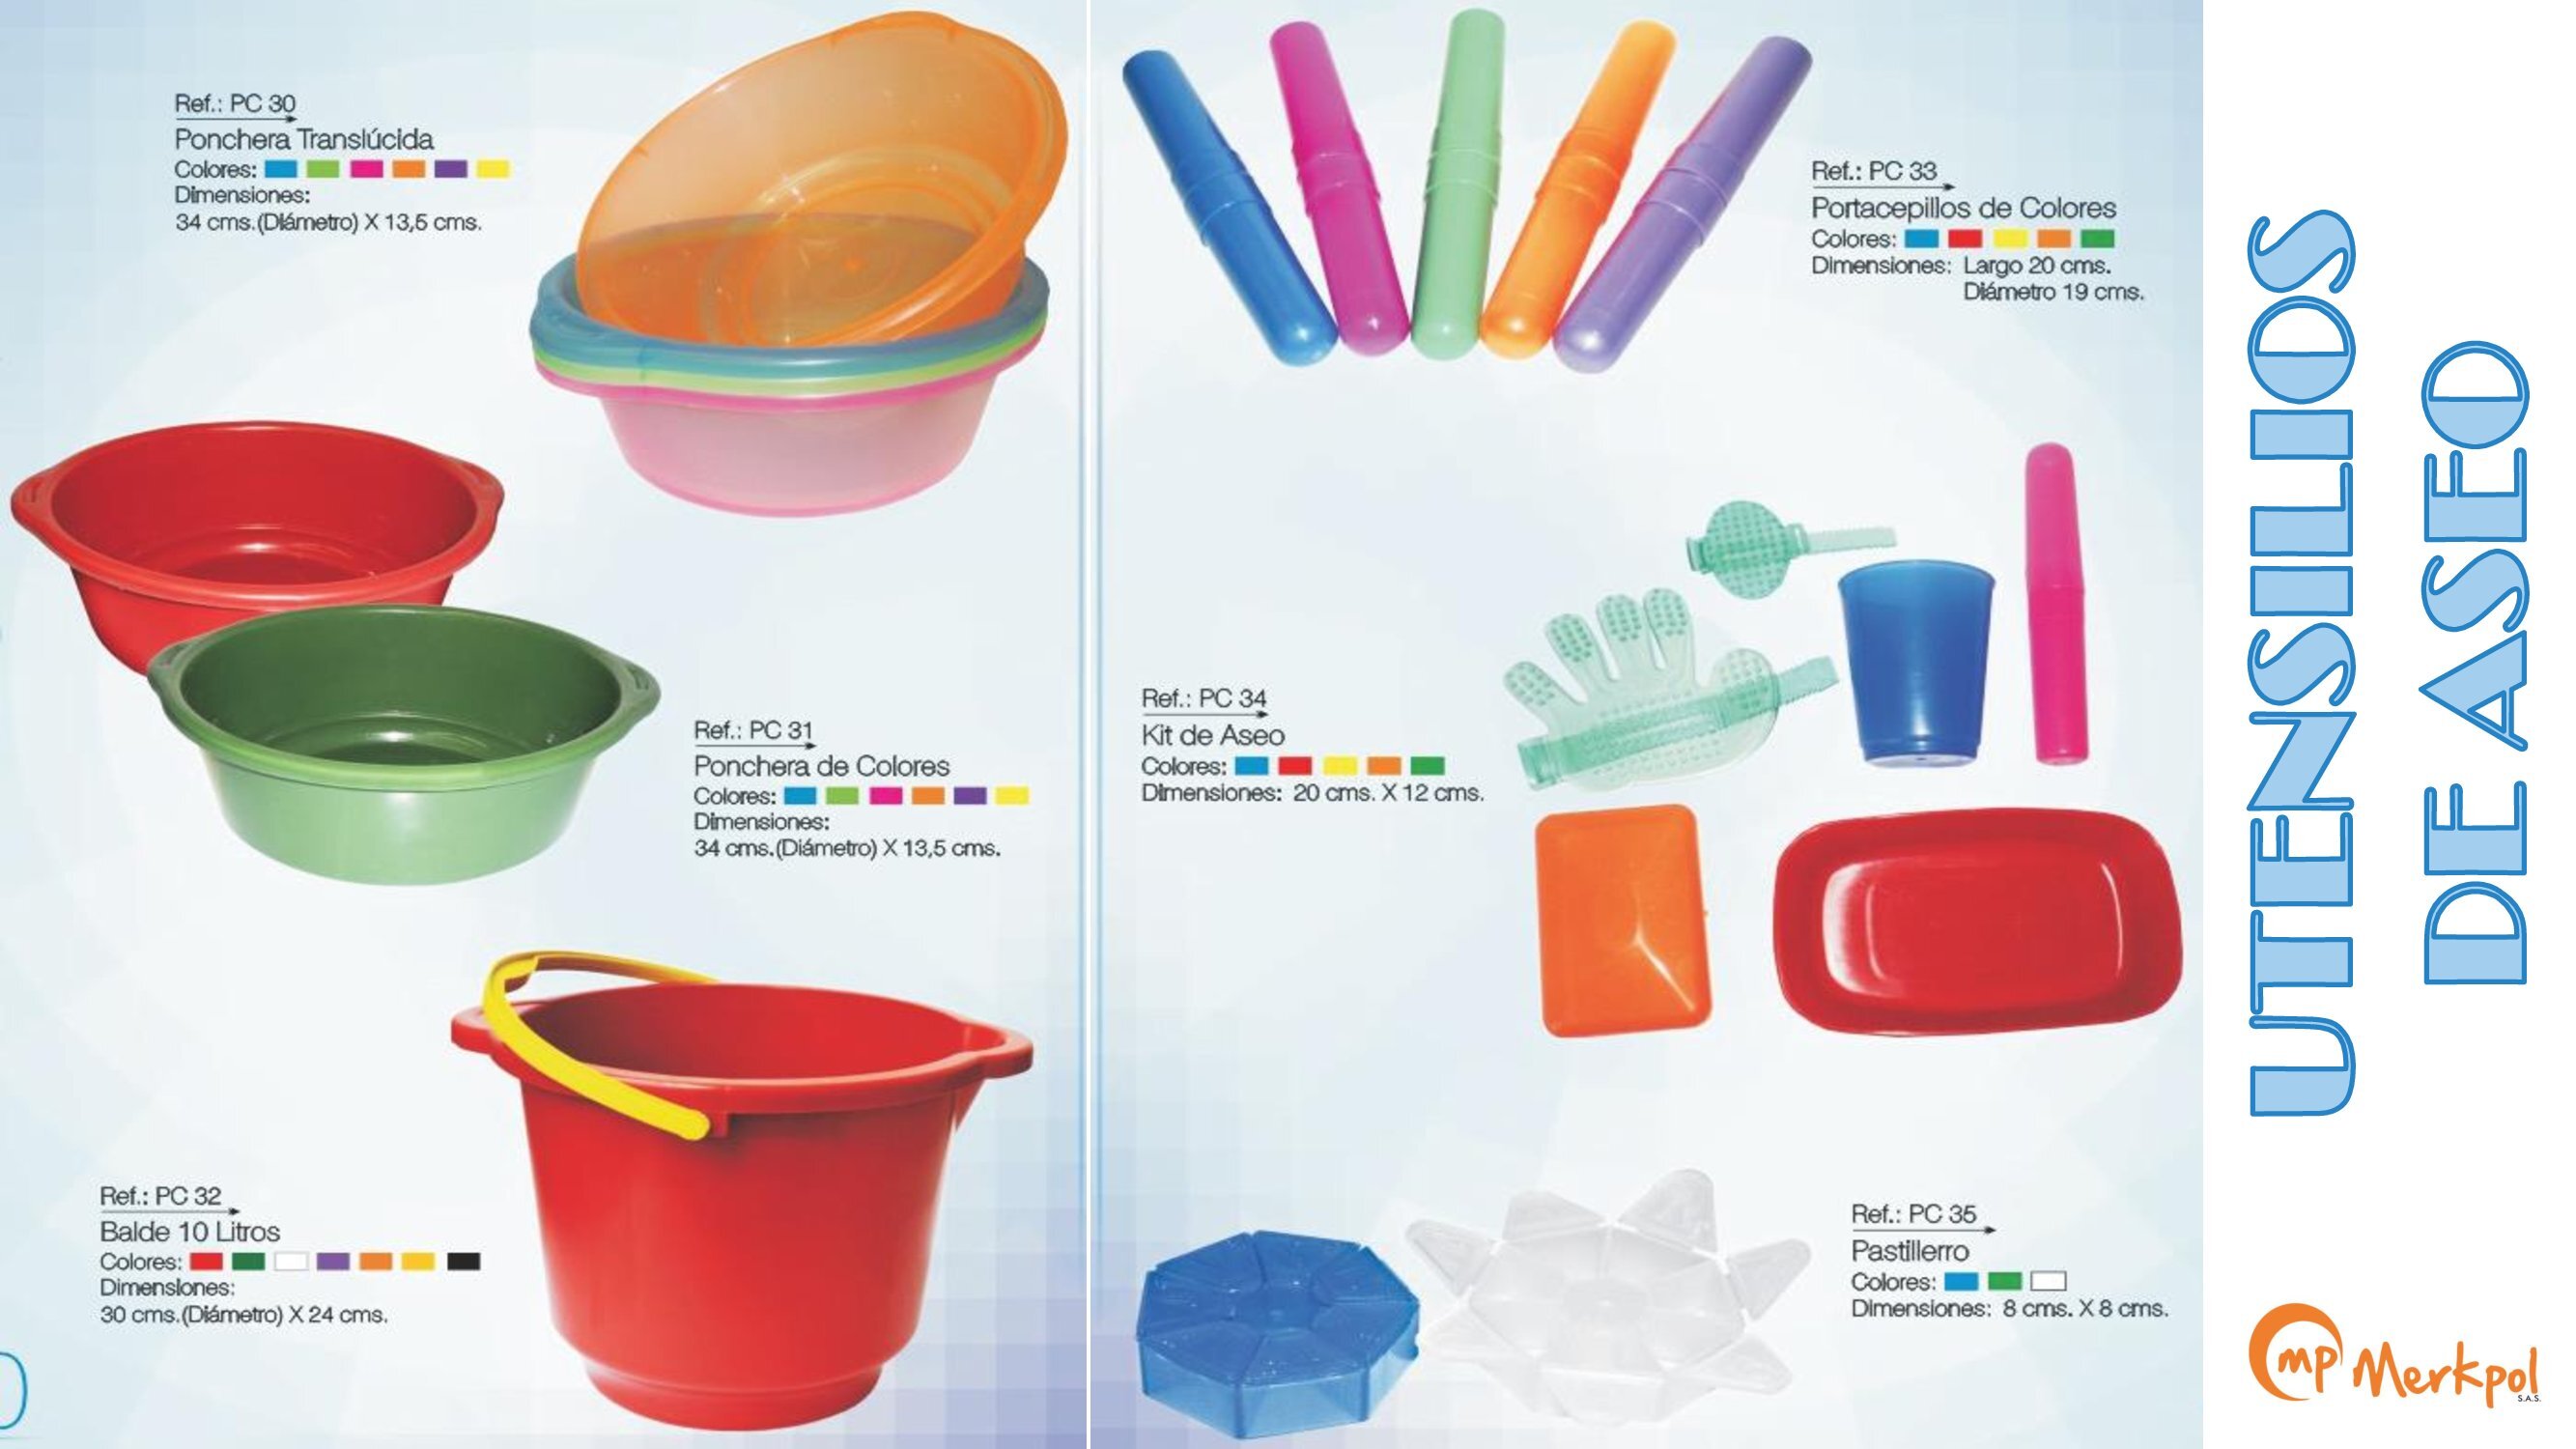 Ref.: PC 30
Ponchera Translúcida
Colores:
Dimensiones:
34 cms.(Diámetro) X 13,5 cms.
Ref.: PC 31
Ponchera de Colores
Colores:
Dimensiones:
34 cms.(Diámetro) X 13,5 cms.
Ref.: PC 32
Balde 10 Litros
Colores:
Dimensiones:
30 cms.(Diámetro) X 24 cms.
Ref.: PC 33
Portacepillos de Colores
Colores:
Dimensiones: Largo 20 cms.
Diámetro 19 cms.
Ref.: PC 34
Kit de Aseo
Colores:
Dimensiones: 20 cms. X 12 cms.
Ref.: PC 35
Pastillerro
Colores:
Dimensiones: 8 cms. X 8 cms.
UTENSILIOS
DE ASEO
mp Merkpol
S.A.S.